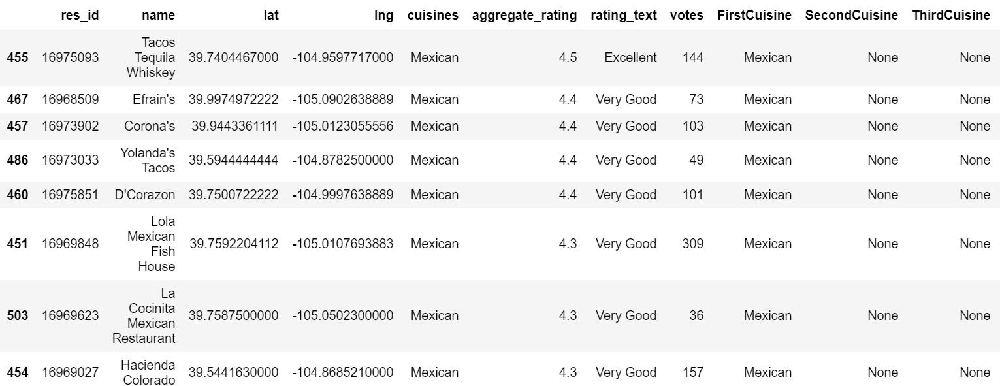 res_id name lat lng cuisines aggregate_rating rating_text votes FirstCuisine SecondCuisine ThirdCuisine
455 16975093 Tacos Tequila Whiskey 39.7404467000 -104.9597717000 Mexican 4.5 Excellent 144 Mexican None None
467 16968509 Efrain's 39.9974972222 -105.0902638889 Mexican 4.4 Very Good 73 Mexican None None
457 16973902 Corona's 39.9443361111 -105.0123055556 Mexican 4.4 Very Good 103 Mexican None None
486 16973033 Yolanda's Tacos 39.5944444444 -104.8782500000 Mexican 4.4 Very Good 49 Mexican None None
460 16975851 D'Corazon 39.7500722222 -104.9997638889 Mexican 4.4 Very Good 101 Mexican None None
451 16969848 Lola Mexican Fish House 39.7592204112 -105.0107693883 Mexican 4.3 Very Good 309 Mexican None None
503 16969623 La Cocinita Mexican Restaurant 39.7587500000 -105.0502300000 Mexican 4.3 Very Good 36 Mexican None None
454 16969027 Hacienda Colorado 39.5441630000 -104.8685210000 Mexican 4.3 Very Good 157 Mexican None None